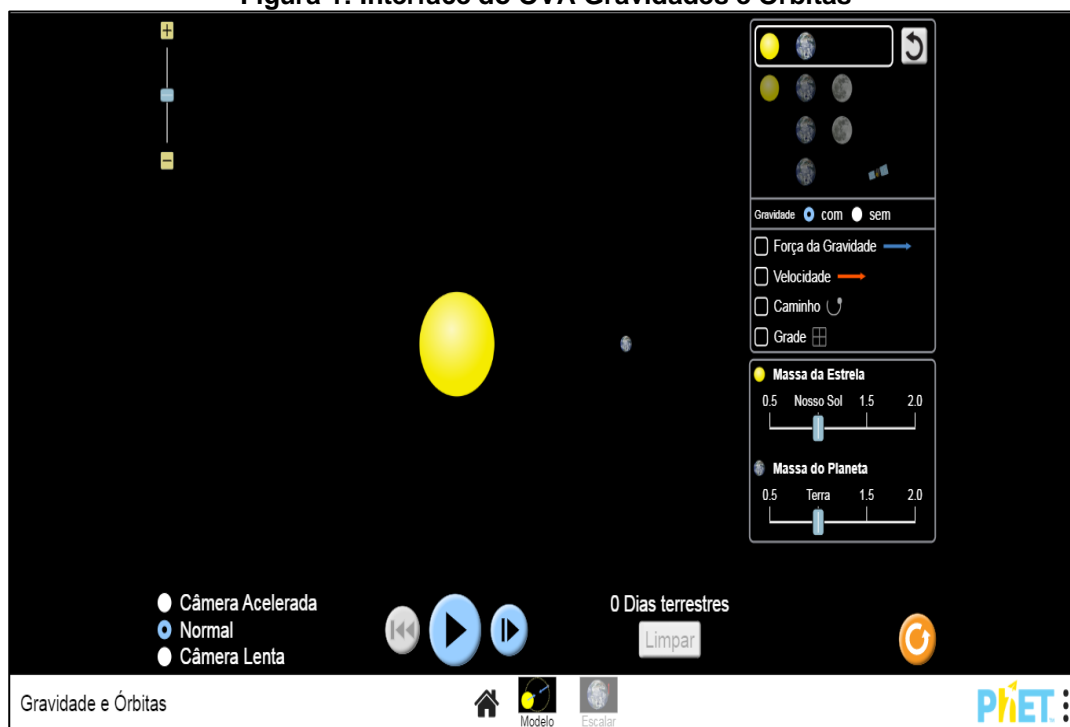 Figura 1: Interface do OVA Gravidades e Órbitas
Gravidade com sem
Força da Gravidade
Velocidade
Caminho
Grade
Massa da Estrela
0.5 Nosso Sol 1.5 2.0
Massa do Planeta
0.5 Terra 1.5 2.0
Câmera Acelerada
Normal
Câmera Lenta
0 Dias terrestres
Limpar
Gravidade e Órbitas
Modelo
Escalar
PhET